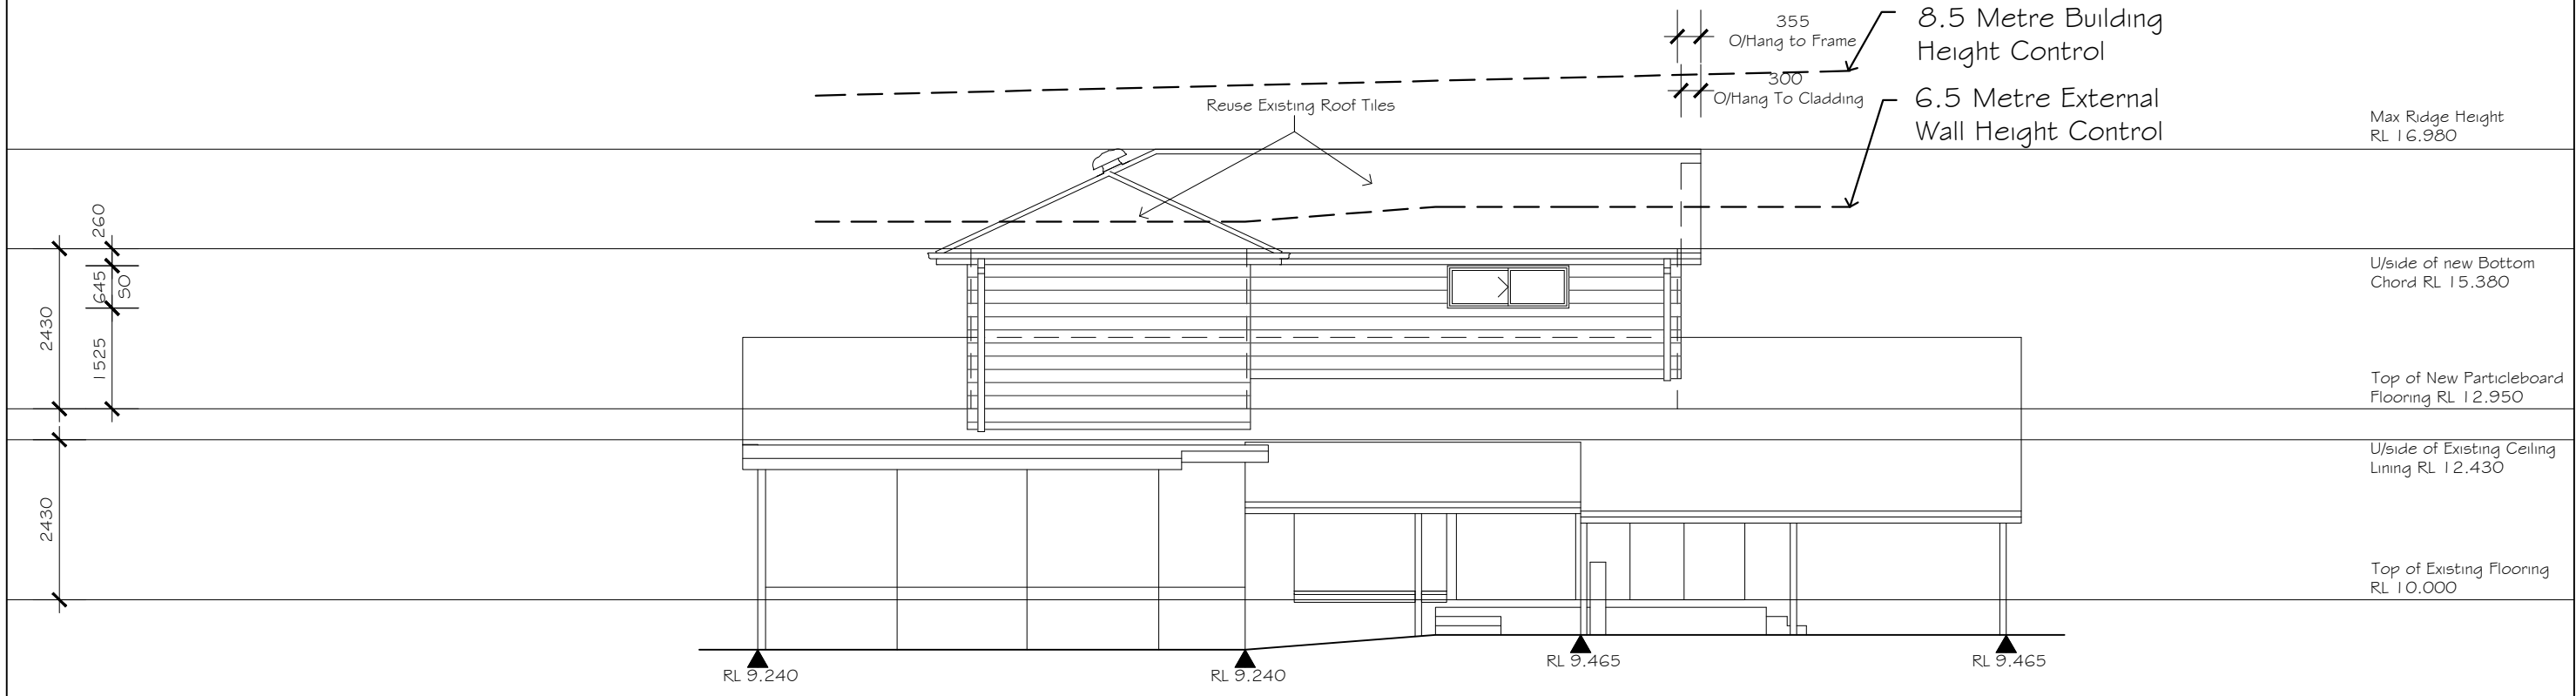 355
O/Hang to Frame
300
O/Hang To Cladding
8.5 Metre Building
Height Control
6.5 Metre External
Wall Height Control
Reuse Existing Roof Tiles
Max Ridge Height
RL 16.980
U/side of new Bottom
Chord RL 15.380
Top of New Particleboard
Flooring RL 12.950
U/side of Existing Ceiling
Lining RL 12.430
Top of Existing Flooring
RL 10.000
260
645
50
2430
1525
2430
RL 9.240
RL 9.240
RL 9.465
RL 9.465